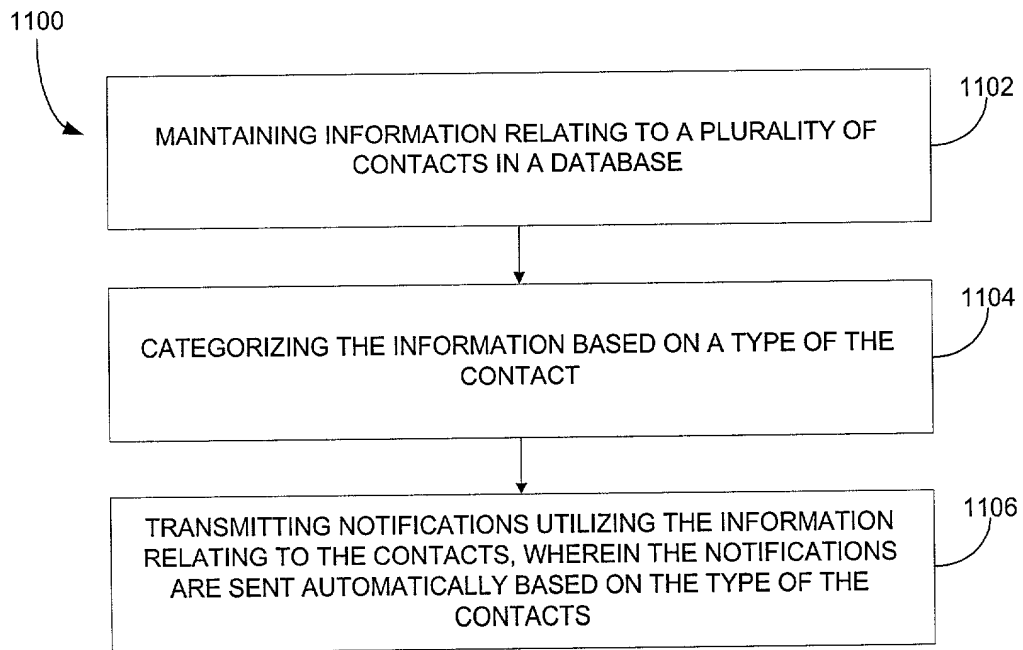 1100
1102
MAINTAINING INFORMATION RELATING TO A PLURALITY OF
CONTACTS IN A DATABASE
1104
CATEGORIZING THE INFORMATION BASED ON A TYPE OF THE
CONTACT
1106
TRANSMITTING NOTIFICATIONS UTILIZING THE INFORMATION
RELATING TO THE CONTACTS, WHEREIN THE NOTIFICATIONS
ARE SENT AUTOMATICALLY BASED ON THE TYPE OF THE
CONTACTS